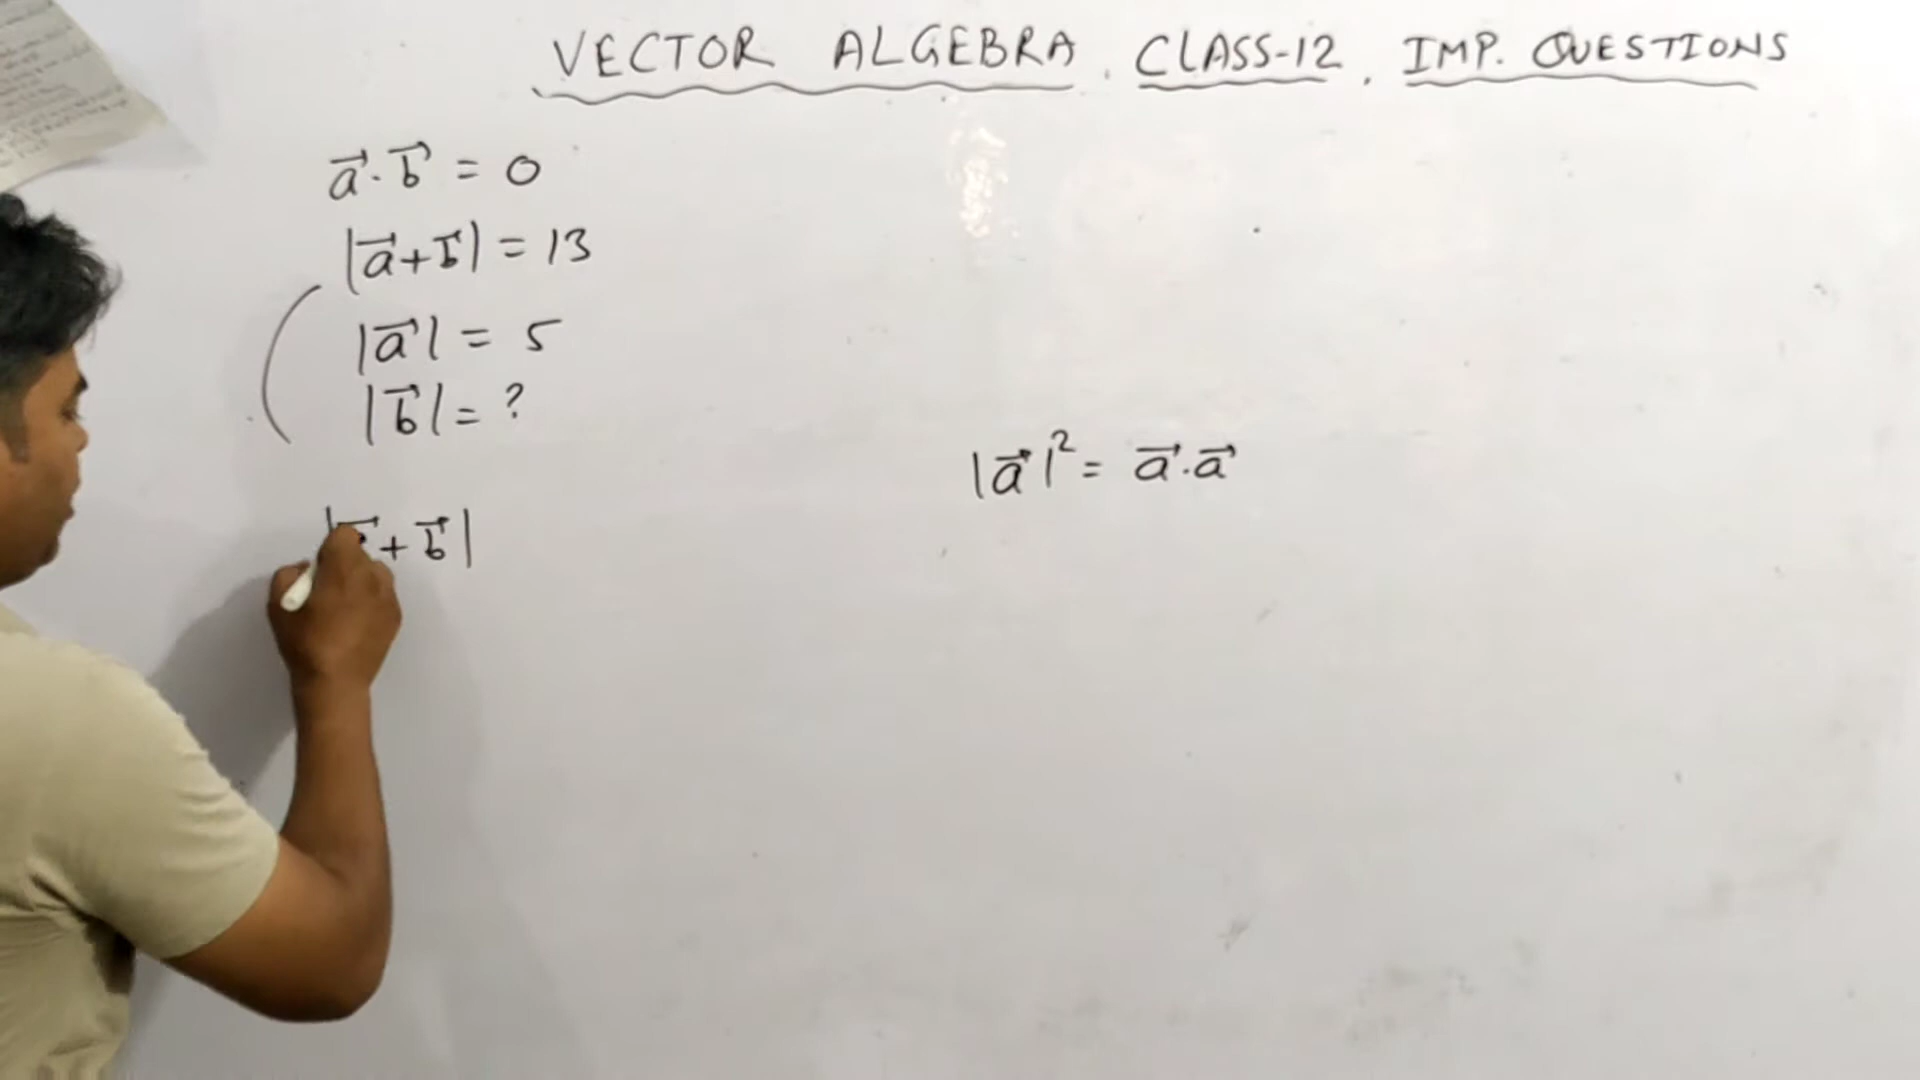 VECTOR ALGEBRA, CLASS-12, IMP. QUESTIONS
a⃗·b⃗ = 0
|a⃗+b⃗| = 13
|a⃗| = 5
|b⃗| = ?
|a⃗|² = a⃗·a⃗
+ b⃗|